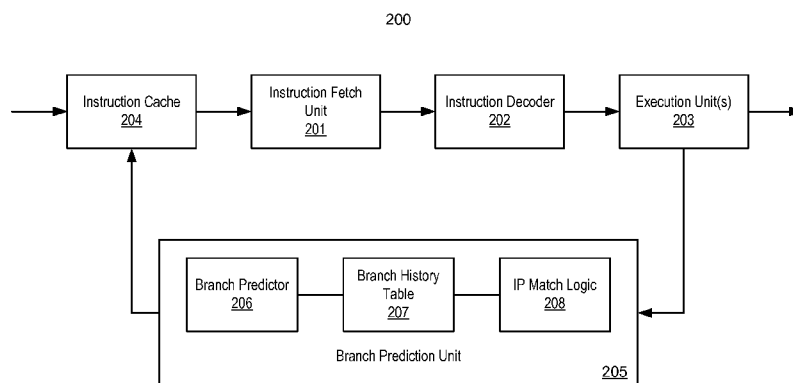 200
Instruction Cache
204
Instruction Fetch
Unit
201
Instruction Decoder
202
Execution Unit(s)
203
Branch Predictor
206
Branch History
Table
207
IP Match Logic
208
Branch Prediction Unit
205